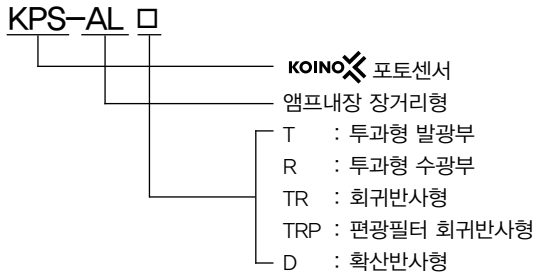 KPS-AL □
KOINO 포토센서
앰프내장 장거리형
T : 투과형 발광부
R : 투과형 수광부
TR : 회귀반사형
TRP : 편광필터 회귀반사형
D : 확산반사형